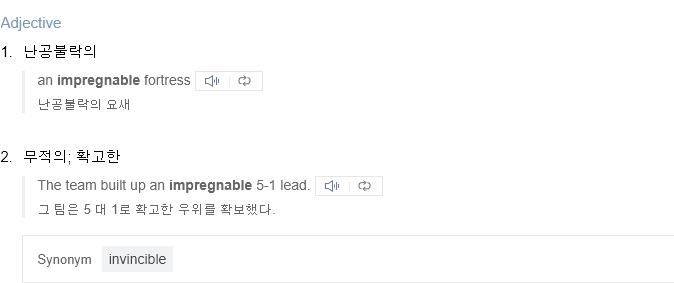 Adjective
1. 난공불락의
an impregnable fortress
난공불락의 요새
2. 무적의; 확고한
The team built up an impregnable 5-1 lead.
그 팀은 5 대 1로 확고한 우위를 확보했다.
Synonym invincible